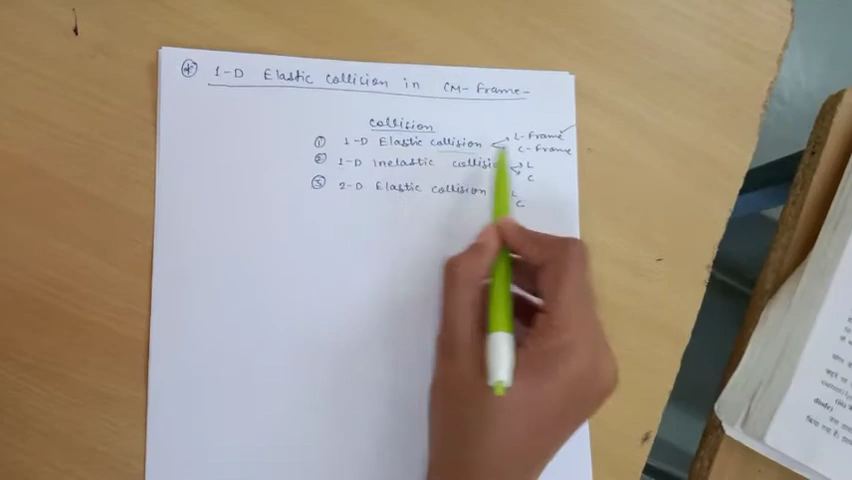 * 1-D Elastic Collision in CM-Frame-
Collision
① 1-D Elastic Collision L-Frame
C-Frame
② 1-D Inelastic collision L
C
③ 2-D Elastic collision L
C